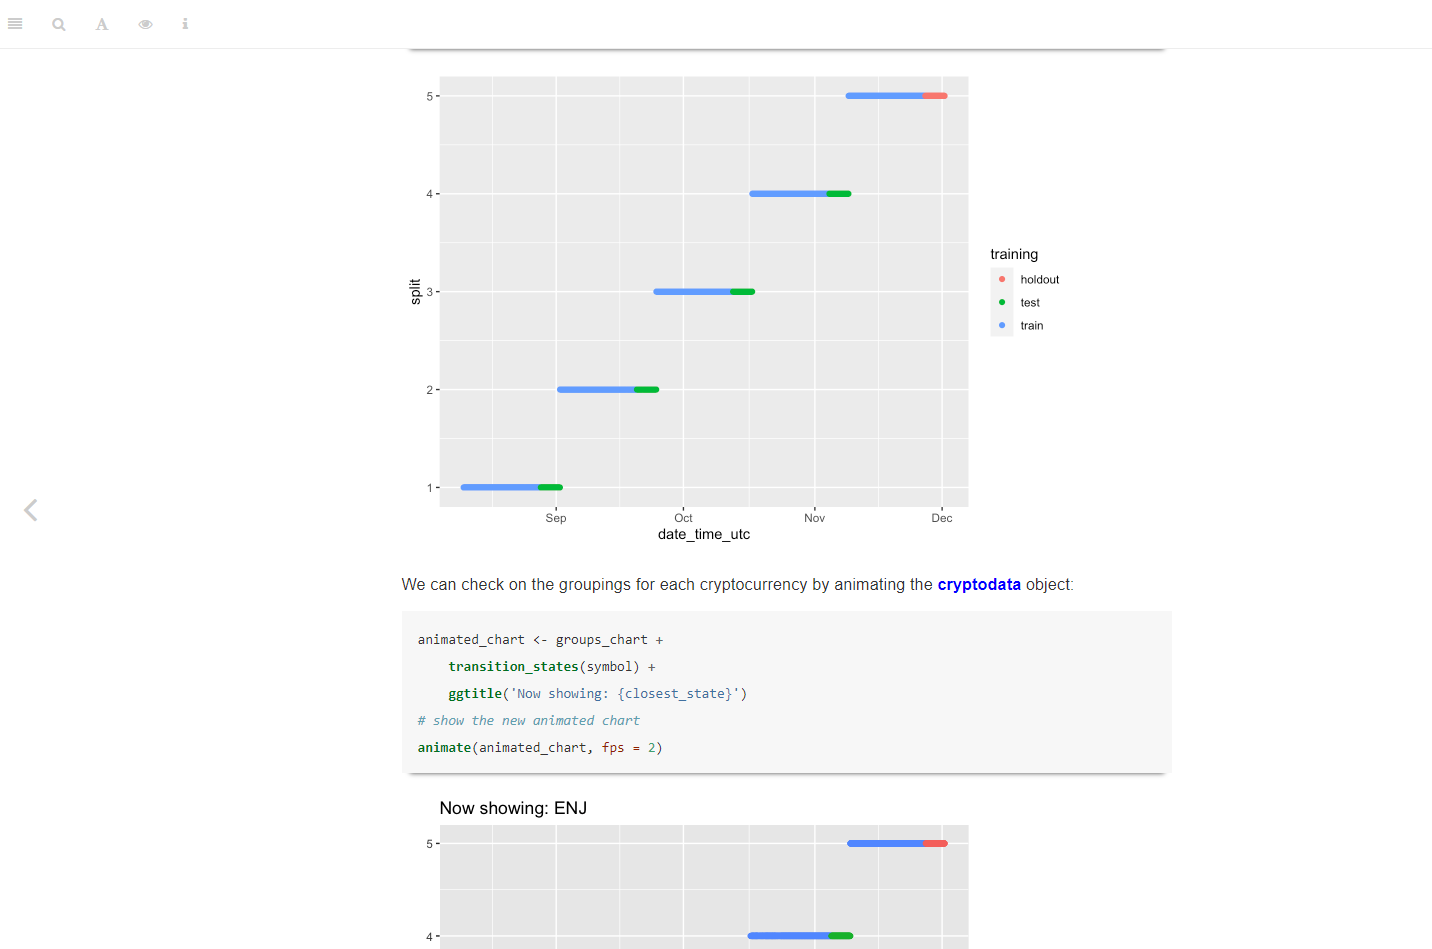 5
4
split
3
2
1
Sep Oct Nov Dec
date_time_utc
training
holdout
test
train
We can check on the groupings for each cryptocurrency by animating the cryptodata object:
animated_chart <- groups_chart +
    transition_states(symbol) +
    ggtitle('Now showing: {closest_state}')
# show the new animated chart
animate(animated_chart, fps = 2)
Now showing: ENJ
5
4